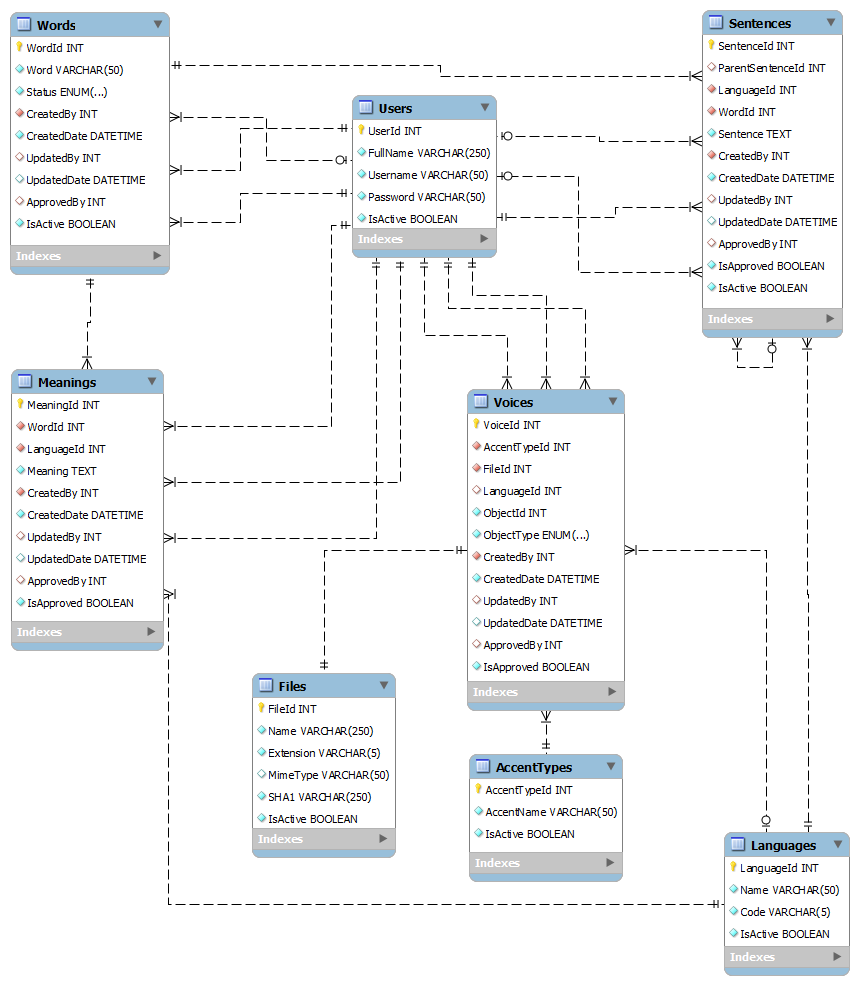 Words
WordId INT
Word VARCHAR(50)
Status ENUM(...)
CreatedBy INT
CreatedDate DATETIME
UpdatedBy INT
UpdatedDate DATETIME
ApprovedBy INT
IsActive BOOLEAN
Indexes
Users
UserId INT
FullName VARCHAR(250)
Username VARCHAR(50)
Password VARCHAR(50)
IsActive BOOLEAN
Indexes
Sentences
SentenceId INT
ParentSentenceId INT
LanguageId INT
WordId INT
Sentence TEXT
CreatedBy INT
CreatedDate DATETIME
UpdatedBy INT
UpdatedDate DATETIME
ApprovedBy INT
IsApproved BOOLEAN
IsActive BOOLEAN
Indexes
Meanings
MeaningId INT
WordId INT
LanguageId INT
Meaning TEXT
CreatedBy INT
CreatedDate DATETIME
UpdatedBy INT
UpdatedDate DATETIME
ApprovedBy INT
IsApproved BOOLEAN
Indexes
Voices
VoiceId INT
AccentTypeId INT
FileId INT
LanguageId INT
ObjectId INT
ObjectType ENUM(...)
CreatedBy INT
CreatedDate DATETIME
UpdatedBy INT
UpdatedDate DATETIME
ApprovedBy INT
IsApproved BOOLEAN
Indexes
Files
FileId INT
Name VARCHAR(250)
Extension VARCHAR(5)
MimeType VARCHAR(50)
SHA1 VARCHAR(250)
IsActive BOOLEAN
Indexes
AccentTypes
AccentTypeId INT
AccentName VARCHAR(50)
IsActive BOOLEAN
Indexes
Languages
LanguageId INT
Name VARCHAR(50)
Code VARCHAR(5)
IsActive BOOLEAN
Indexes